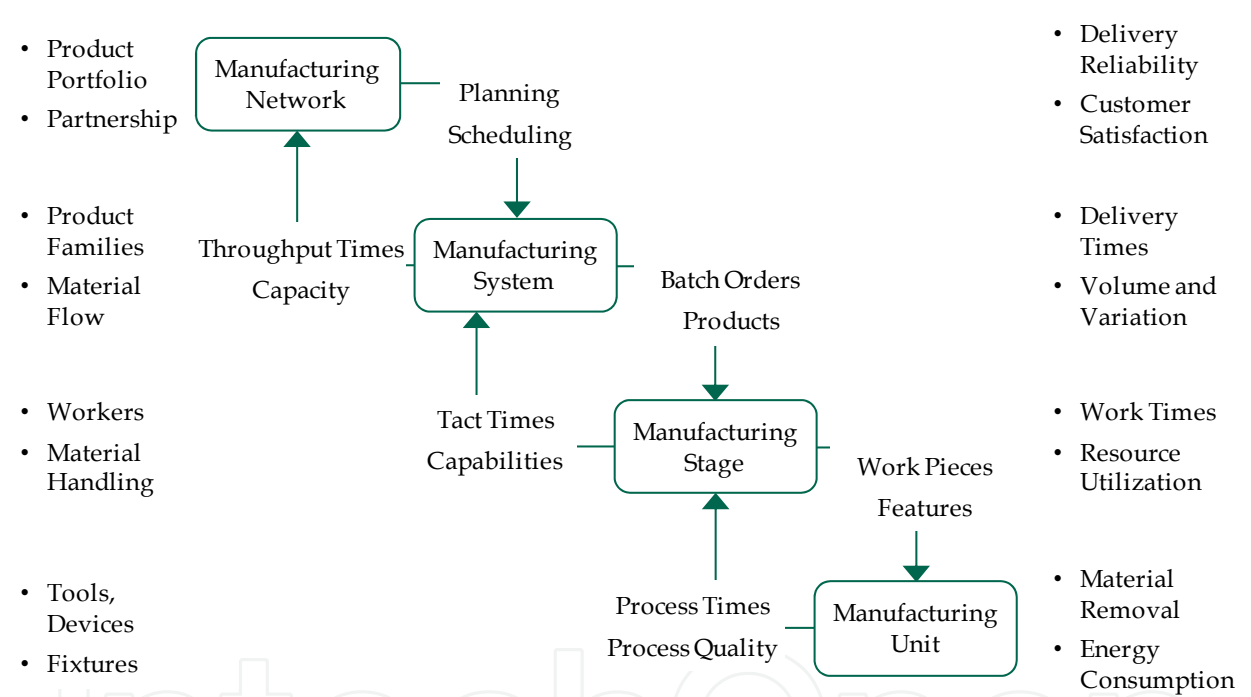 • Product
Portfolio
• Partnership
Manufacturing
Network
Planning
Scheduling
• Delivery
Reliability
• Customer
Satisfaction
• Product
Families
• Material
Flow
Throughput Times
Capacity
Manufacturing
System
Batch Orders
Products
• Delivery
Times
• Volume and
Variation
• Workers
• Material
Handling
Tact Times
Capabilities
Manufacturing
Stage
Work Pieces
Features
• Work Times
• Resource
Utilization
• Tools,
Devices
• Fixtures
Process Times
Process Quality
Manufacturing
Unit
• Material
Removal
• Energy
Consumption